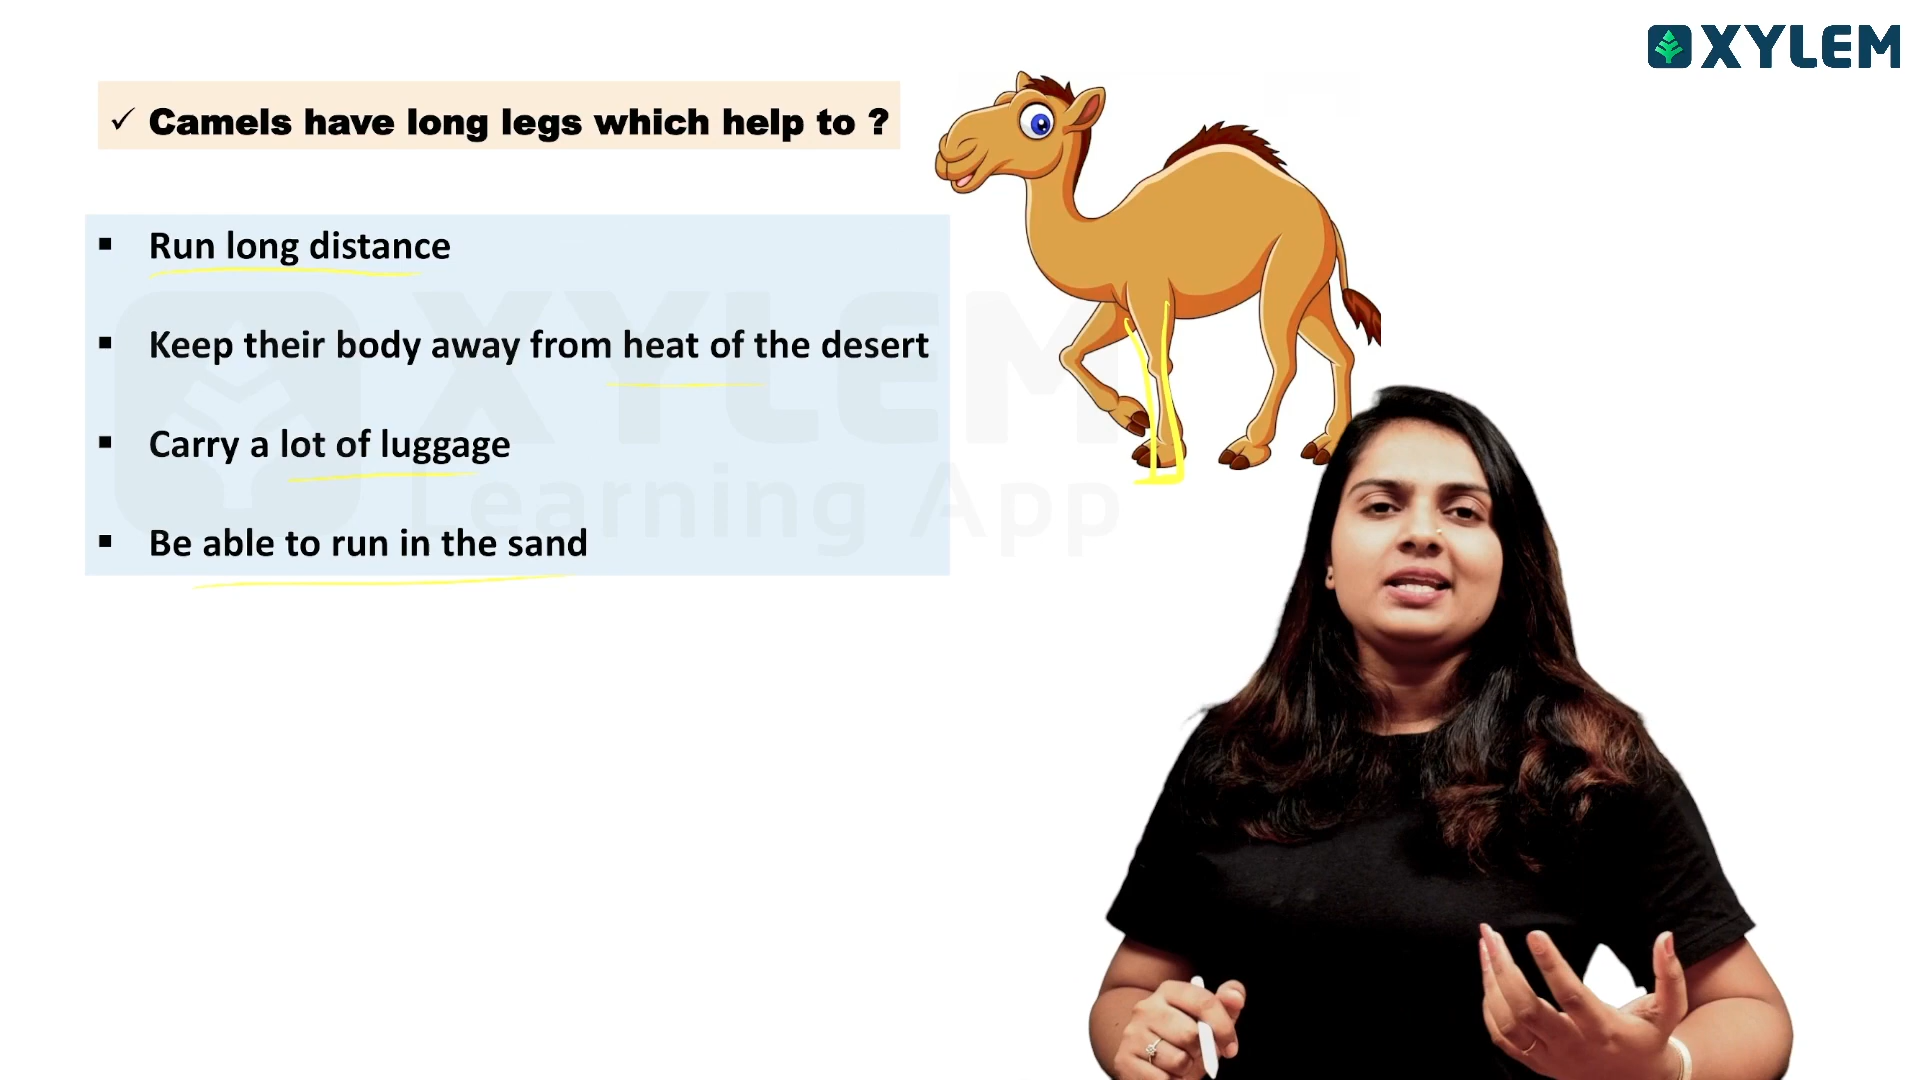 XYLEM
✓ Camels have long legs which help to ?
▪ Run long distance
▪ Keep their body away from heat of the desert
▪ Carry a lot of luggage
▪ Be able to run in the sand
XYLEM
Learning App